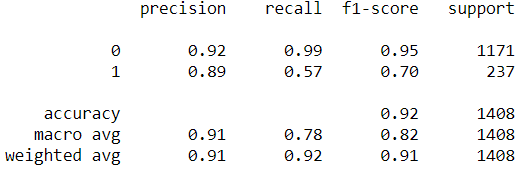 precision recall f1-score support
0 0.92 0.99 0.95 1171
1 0.89 0.57 0.70 237
accuracy 0.92 1408
macro avg 0.91 0.78 0.82 1408
weighted avg 0.91 0.92 0.91 1408